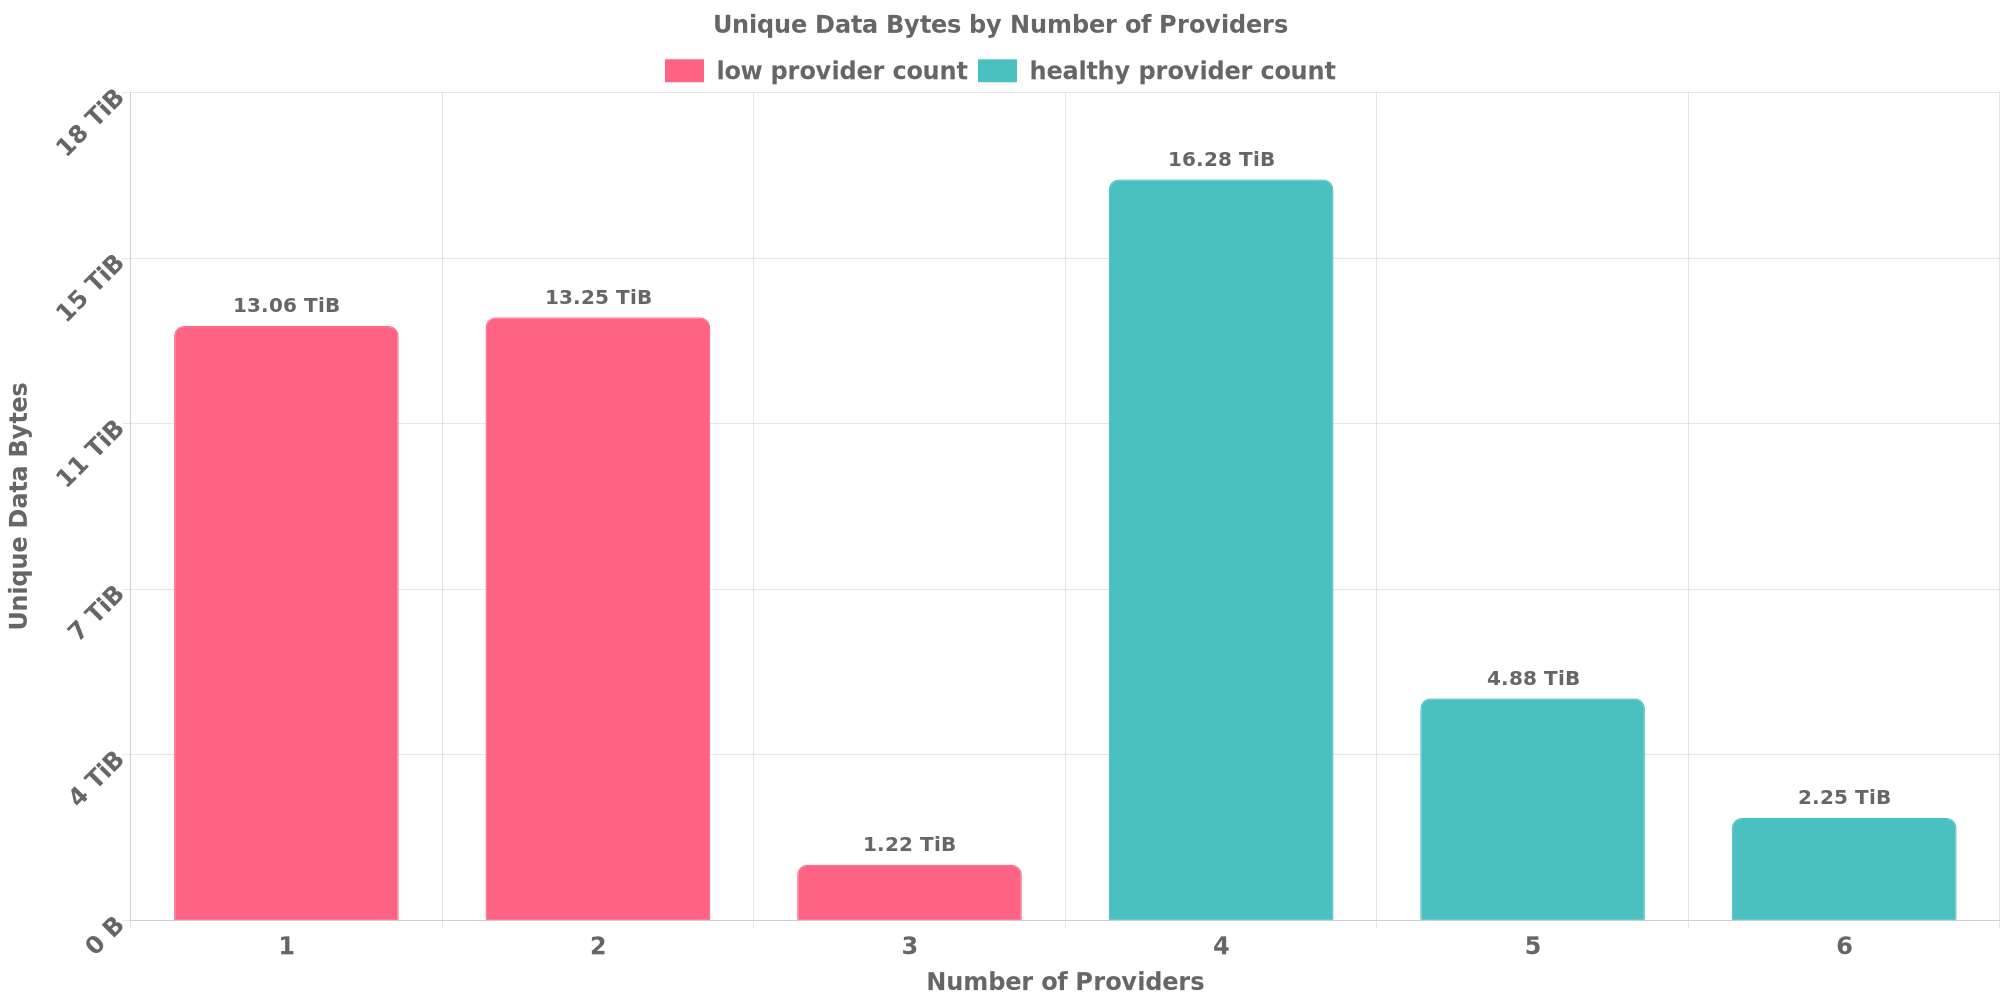 Unique Data Bytes by Number of Providers
low provider count healthy provider count
18 TiB
15 TiB
11 TiB
7 TiB
4 TiB
0 B
Unique Data Bytes
13.06 TiB
13.25 TiB
1.22 TiB
16.28 TiB
4.88 TiB
2.25 TiB
1 2 3 4 5 6
Number of Providers